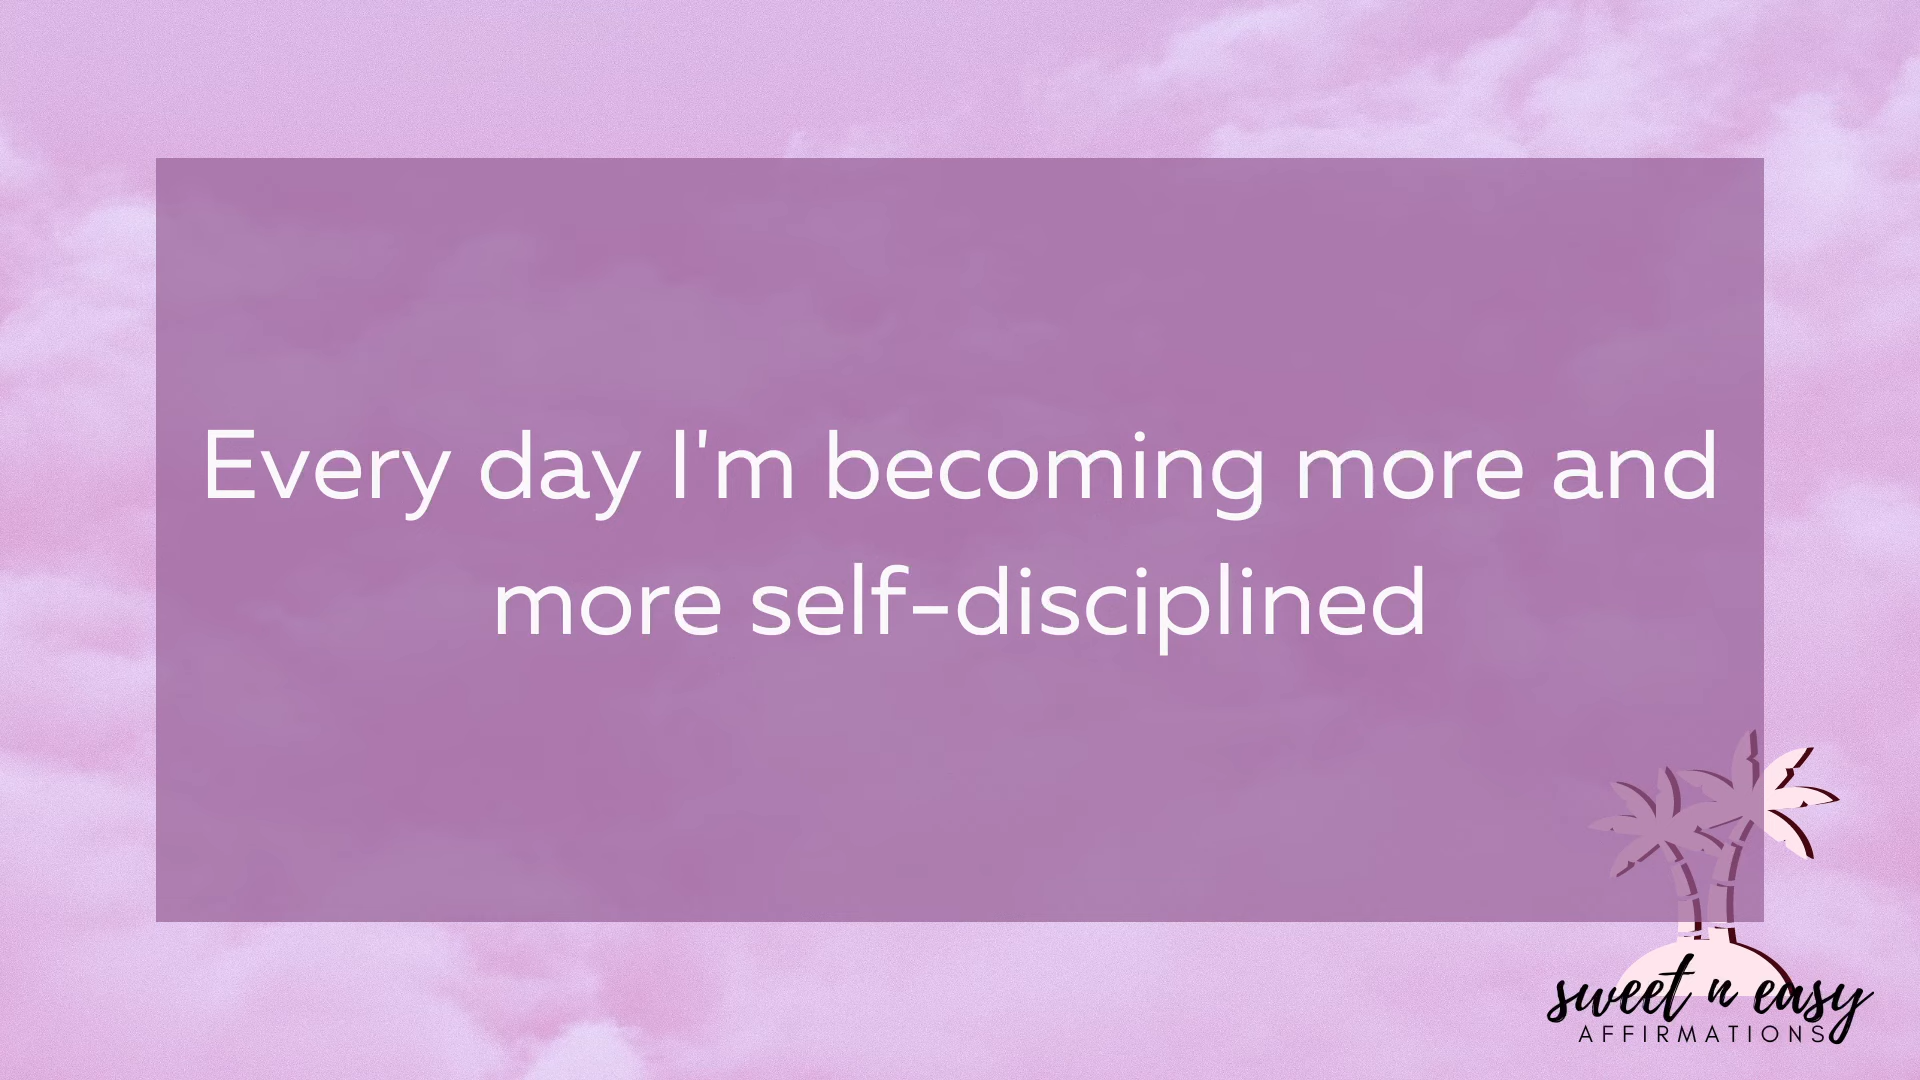 Every day I'm becoming more and
more self-disciplined
sweet n easy
AFFIRMATIONS